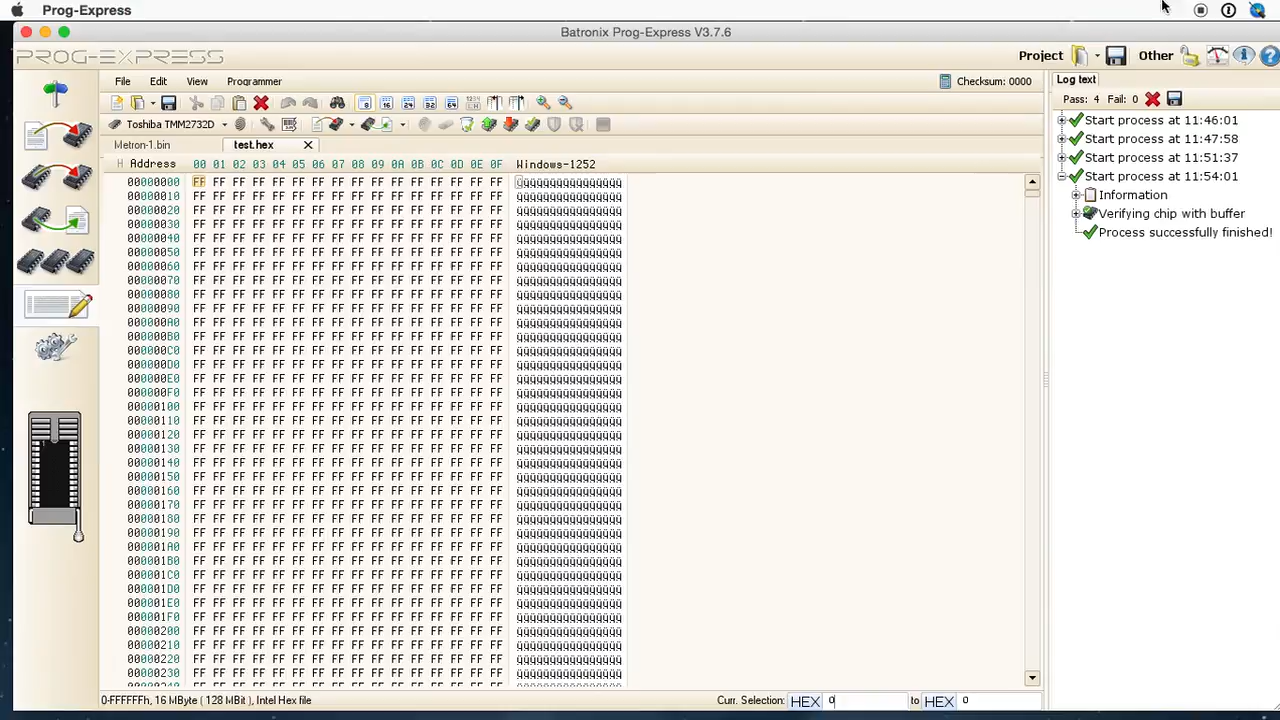 Prog-Express
Batronix Prog-Express V3.7.6
PROG-EXPRESS
Project
Other
File Edit View Programmer
Checksum: 0000
Log text
Pass: 4 Fail: 0
Toshiba TMM2732D
Start process at 11:46:01
Start process at 11:47:58
Start process at 11:51:37
Start process at 11:54:01
Information
Verifying chip with buffer
Process successfully finished!
Metron-1.bin test.hex
H Address 00 01 02 03 04 05 06 07 08 09 0A 0B 0C 0D 0E 0F Windows-1252
00000000 FF FF FF FF FF FF FF FF FF FF FF FF FF FF FF FF
00000010 FF FF FF FF FF FF FF FF FF FF FF FF FF FF FF FF
00000020 FF FF FF FF FF FF FF FF FF FF FF FF FF FF FF FF
00000030 FF FF FF FF FF FF FF FF FF FF FF FF FF FF FF FF
00000040 FF FF FF FF FF FF FF FF FF FF FF FF FF FF FF FF
00000050 FF FF FF FF FF FF FF FF FF FF FF FF FF FF FF FF
00000060 FF FF FF FF FF FF FF FF FF FF FF FF FF FF FF FF
00000070 FF FF FF FF FF FF FF FF FF FF FF FF FF FF FF FF
00000080 FF FF FF FF FF FF FF FF FF FF FF FF FF FF FF FF
00000090 FF FF FF FF FF FF FF FF FF FF FF FF FF FF FF FF
000000A0 FF FF FF FF FF FF FF FF FF FF FF FF FF FF FF FF
000000B0 FF FF FF FF FF FF FF FF FF FF FF FF FF FF FF FF
000000C0 FF FF FF FF FF FF FF FF FF FF FF FF FF FF FF FF
000000D0 FF FF FF FF FF FF FF FF FF FF FF FF FF FF FF FF
000000E0 FF FF FF FF FF FF FF FF FF FF FF FF FF FF FF FF
000000F0 FF FF FF FF FF FF FF FF FF FF FF FF FF FF FF FF
00000100 FF FF FF FF FF FF FF FF FF FF FF FF FF FF FF FF
00000110 FF FF FF FF FF FF FF FF FF FF FF FF FF FF FF FF
00000120 FF FF FF FF FF FF FF FF FF FF FF FF FF FF FF FF
00000130 FF FF FF FF FF FF FF FF FF FF FF FF FF FF FF FF
00000140 FF FF FF FF FF FF FF FF FF FF FF FF FF FF FF FF
00000150 FF FF FF FF FF FF FF FF FF FF FF FF FF FF FF FF
00000160 FF FF FF FF FF FF FF FF FF FF FF FF FF FF FF FF
00000170 FF FF FF FF FF FF FF FF FF FF FF FF FF FF FF FF
00000180 FF FF FF FF FF FF FF FF FF FF FF FF FF FF FF FF
00000190 FF FF FF FF FF FF FF FF FF FF FF FF FF FF FF FF
000001A0 FF FF FF FF FF FF FF FF FF FF FF FF FF FF FF FF
000001B0 FF FF FF FF FF FF FF FF FF FF FF FF FF FF FF FF
000001C0 FF FF FF FF FF FF FF FF FF FF FF FF FF FF FF FF
000001D0 FF FF FF FF FF FF FF FF FF FF FF FF FF FF FF FF
000001E0 FF FF FF FF FF FF FF FF FF FF FF FF FF FF FF FF
000001F0 FF FF FF FF FF FF FF FF FF FF FF FF FF FF FF FF
00000200 FF FF FF FF FF FF FF FF FF FF FF FF FF FF FF FF
00000210 FF FF FF FF FF FF FF FF FF FF FF FF FF FF FF FF
00000220 FF FF FF FF FF FF FF FF FF FF FF FF FF FF FF FF
00000230 FF FF FF FF FF FF FF FF FF FF FF FF FF FF FF FF
0-FFFFFFh, 16 MByte ( 128 MBit ), Intel Hex file
Curr. Selection: HEX 0 to HEX 0